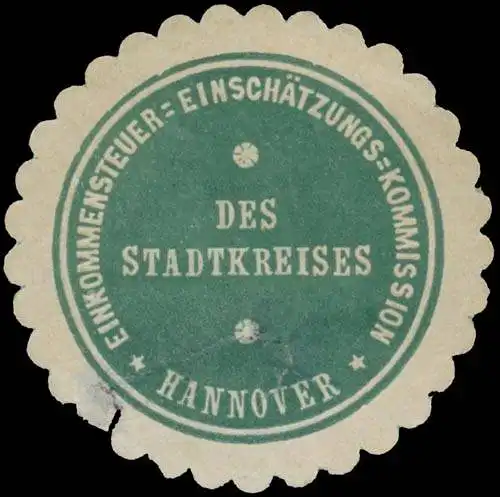 EINKOMMENSTEUER=EINSCHÄTZUNGS=KOMMISSION
DES
STADTKREISES
HANNOVER